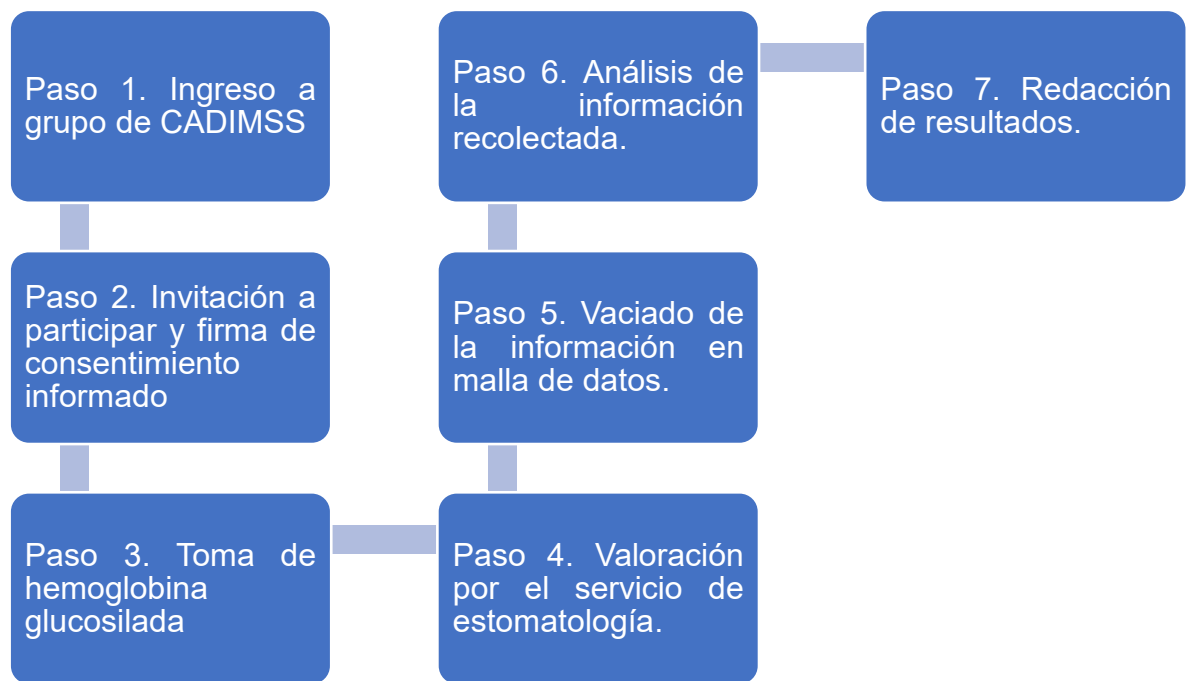 Paso 1. Ingreso a
grupo de CADIMSS
Paso 2. Invitación a
participar y firma de
consentimiento
informado
Paso 3. Toma de
hemoglobina
glucosilada
Paso 4. Valoración
por el servicio de
estomatología.
Paso 5. Vaciado de
la información en
malla de datos.
Paso 6. Análisis de
la información
recolectada.
Paso 7. Redacción
de resultados.